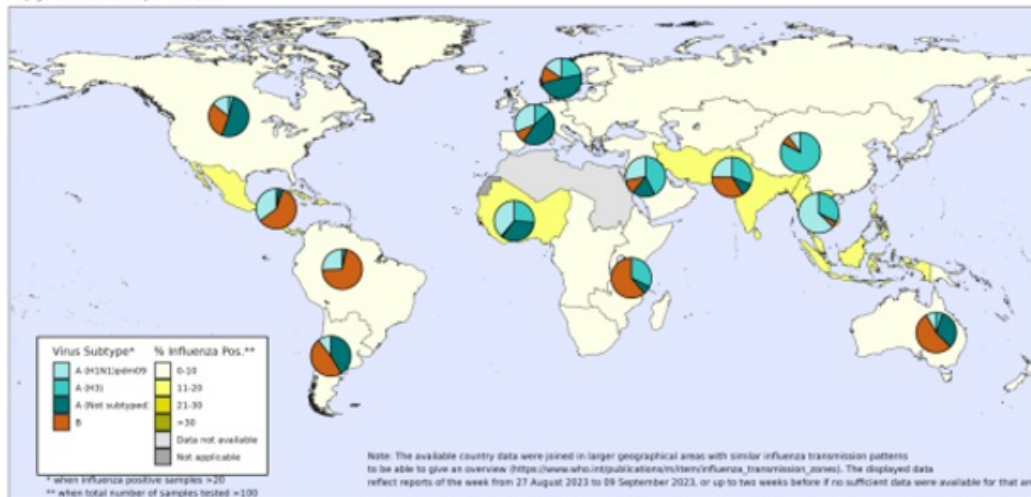 Virus Subtype*
A (H1N1)pdm09
A (H3)
A (Not subtyped)
B
% Influenza Pos.**
0-10
11-20
21-30
>30
Data not available
Not applicable
* when influenza positive samples >20
** when total number of samples tested >100
Note: The available country data were joined in larger geographical areas with similar influenza transmission patterns
to be able to give an overview (https://www.who.int/publications/m/item/influenza_transmission_zones). The displayed data
reflect reports of the week from 27 August 2023 to 09 September 2023, or up to two weeks before if no sufficient data were available for that